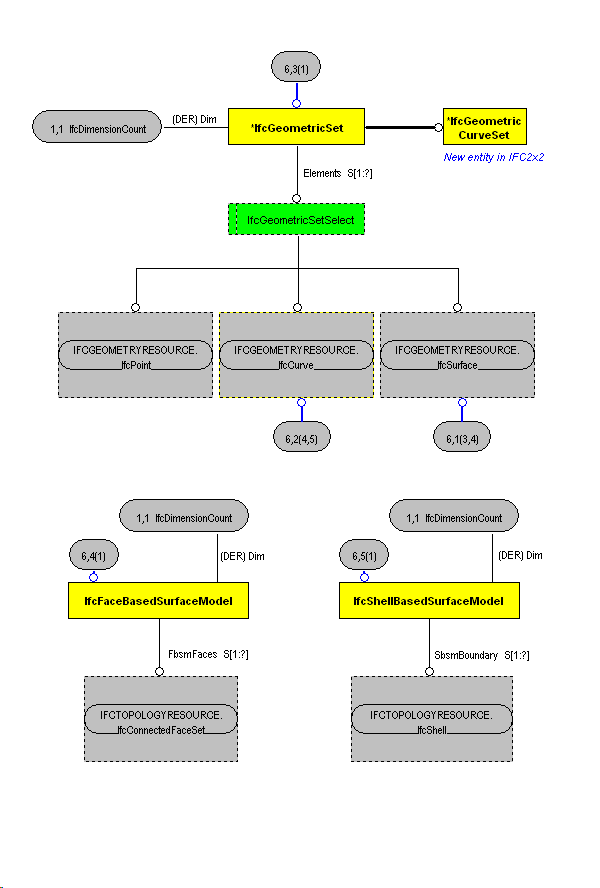 6,3(1)
1,1 IfcDimensionCount
(DER) Dim
*IfcGeometricSet
*IfcGeometric
CurveSet
New entity in IFC2x2
Elements S[1:?]
IfcGeometricSetSelect
IFCGEOMETRYRESOURCE.
IfcPoint
IFCGEOMETRYRESOURCE.
IfcCurve
IFCGEOMETRYRESOURCE.
IfcSurface
6,2(4,5)
6,1(3,4)
1,1 IfcDimensionCount
6,4(1)
(DER) Dim
IfcFaceBasedSurfaceModel
FbsmFaces S[1:?]
IFCTOPOLOGYRESOURCE.
IfcConnectedFaceSet
1,1 IfcDimensionCount
6,5(1)
(DER) Dim
IfcShellBasedSurfaceModel
SbsmBoundary S[1:?]
IFCTOPOLOGYRESOURCE.
IfcShell